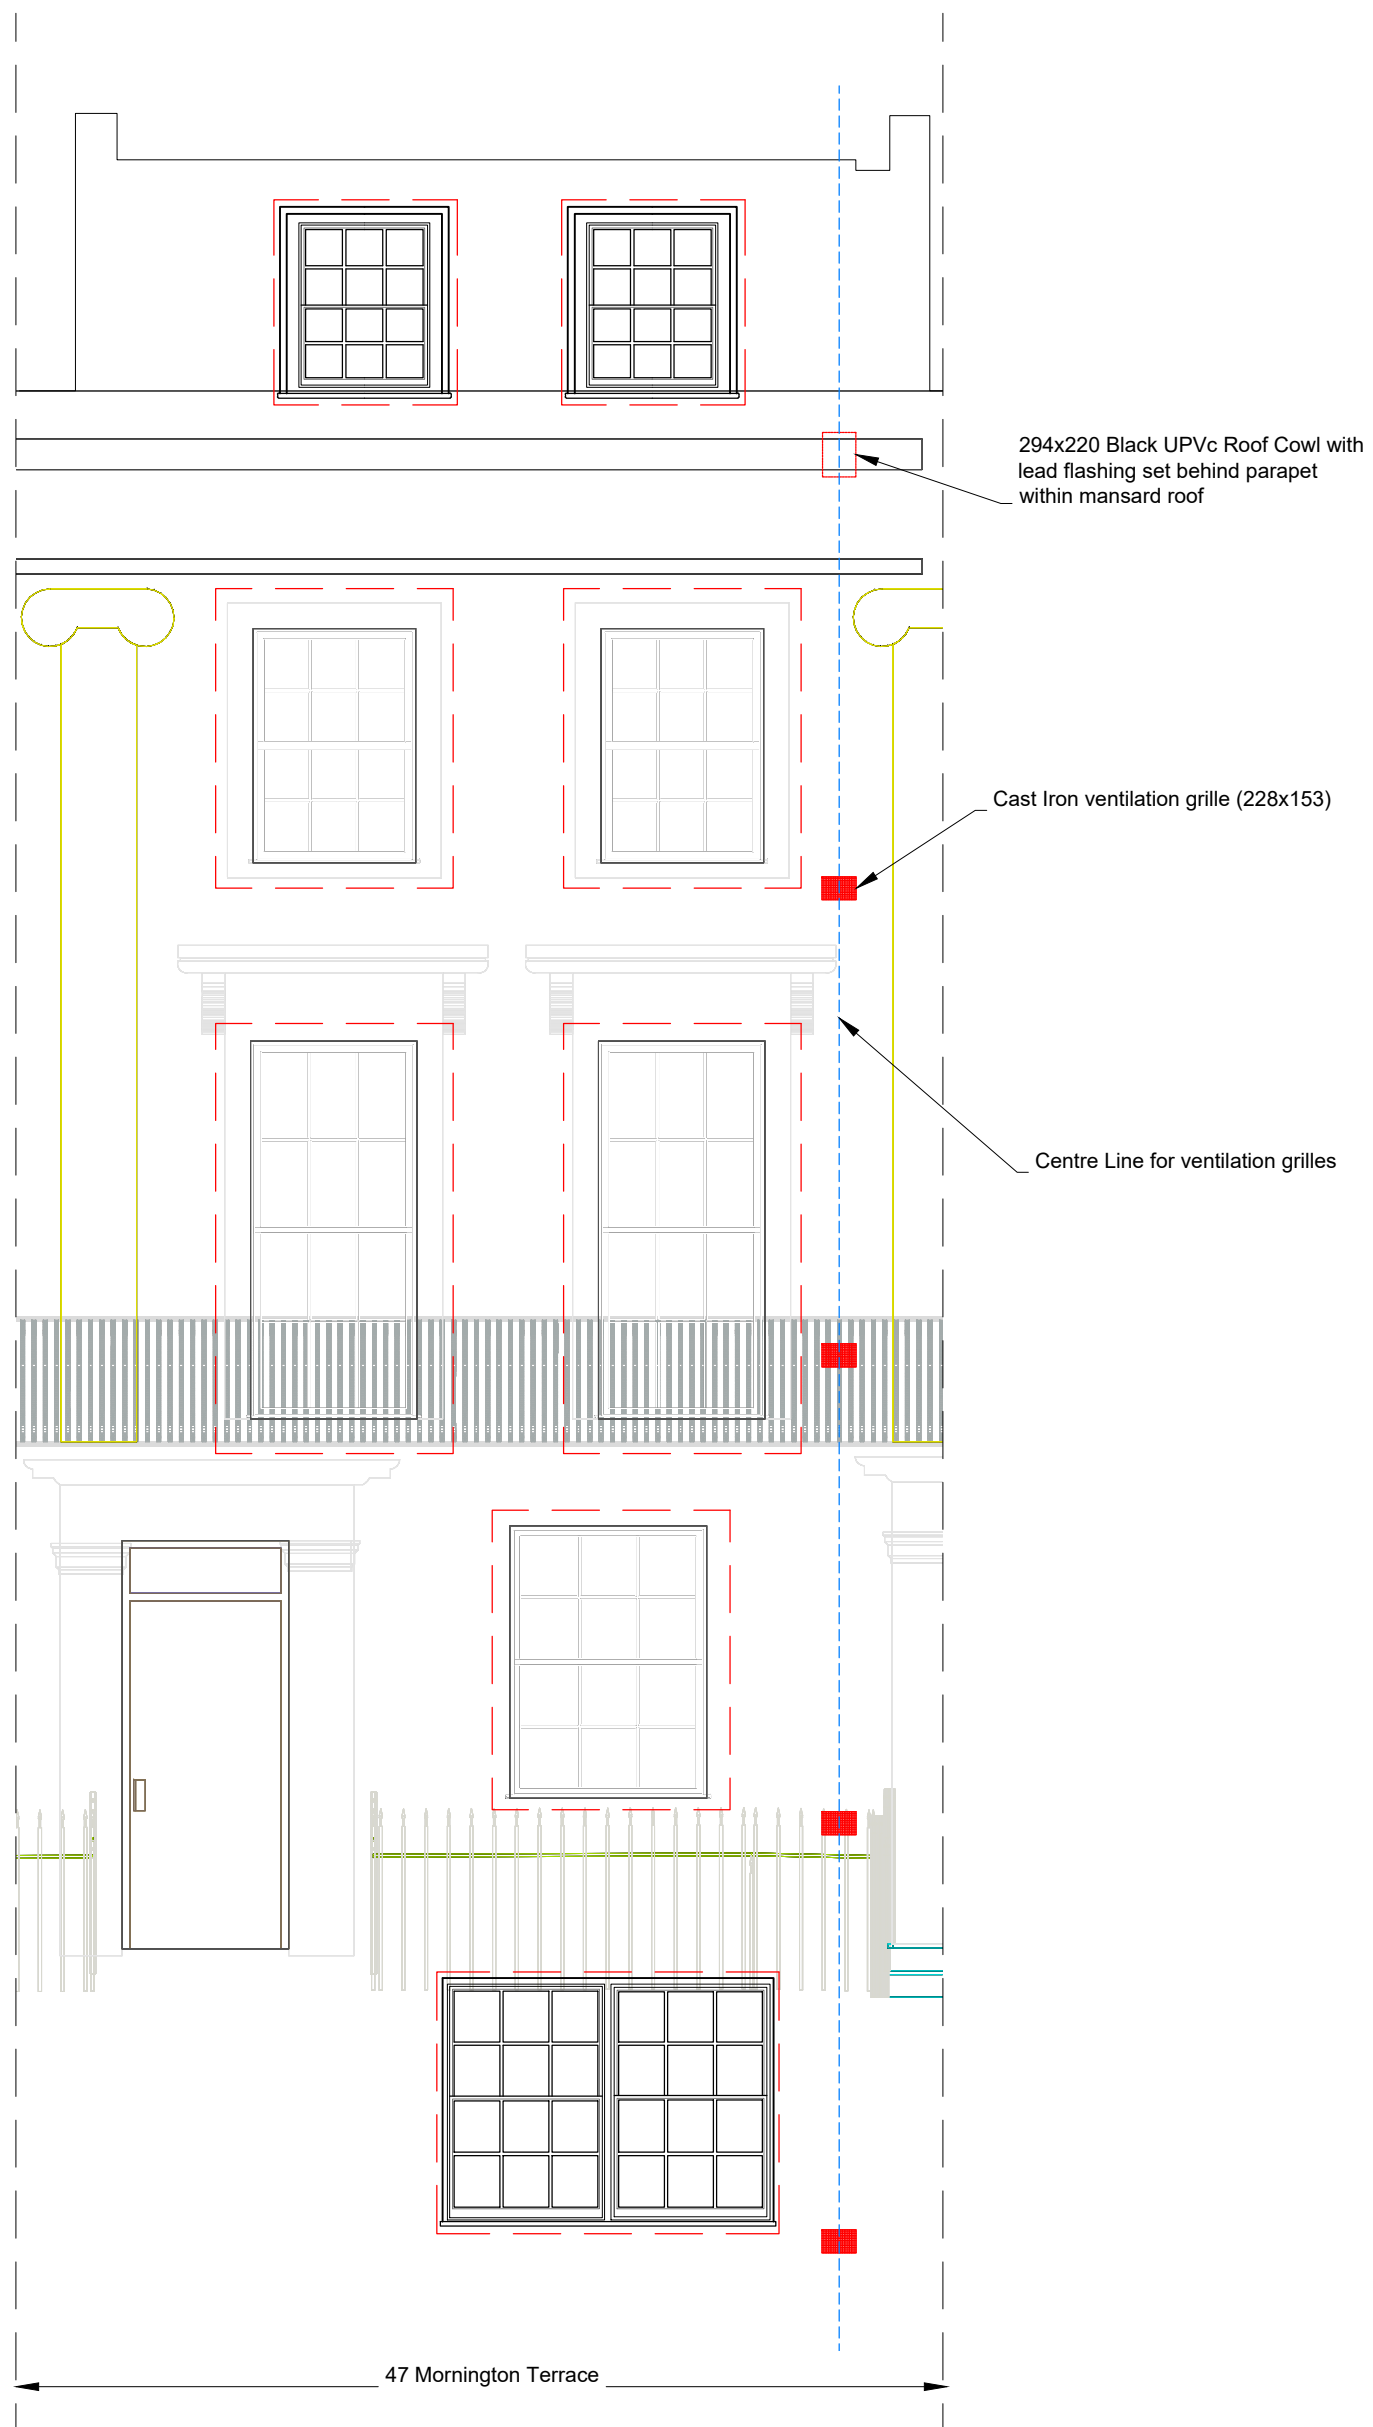 294x220 Black UPVc Roof Cowl with
lead flashing set behind parapet
within mansard roof
Cast Iron ventilation grille (228x153)
Centre Line for ventilation grilles
47 Mornington Terrace